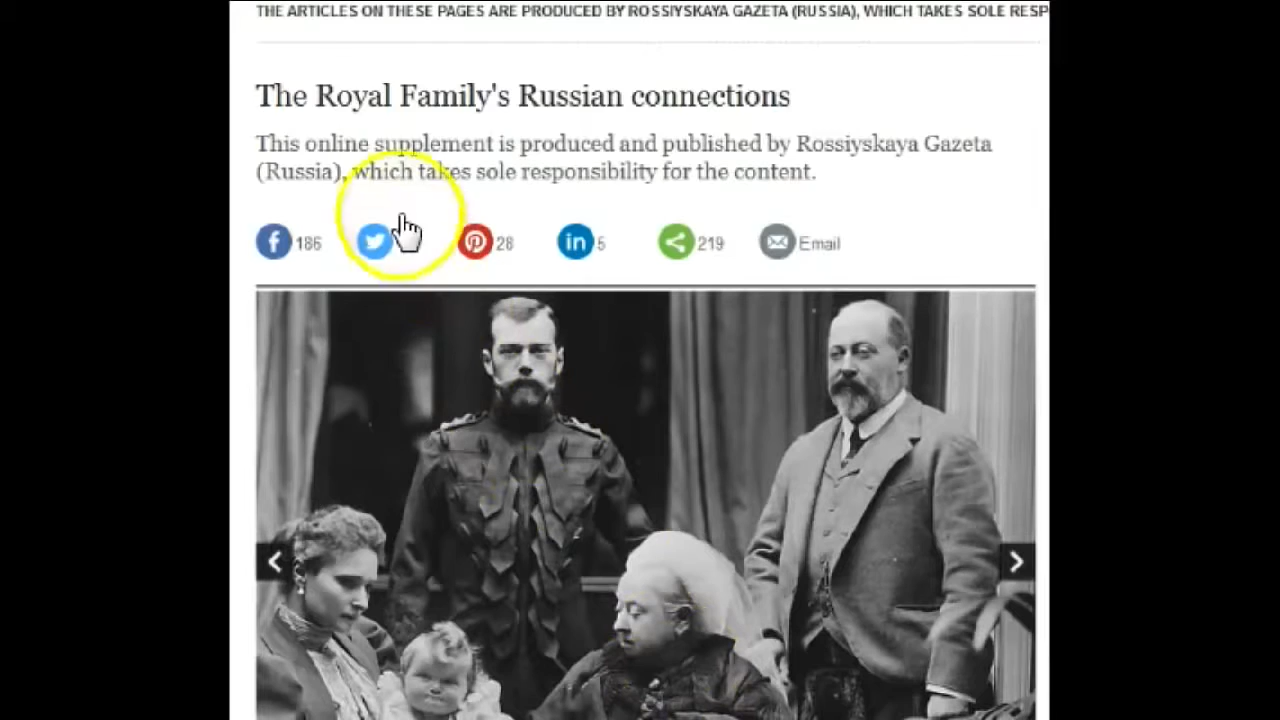 THE ARTICLES ON THESE PAGES ARE PRODUCED BY ROSSIYSKAYA GAZETA (RUSSIA), WHICH TAKES SOLE RESP
The Royal Family's Russian connections
This online supplement is produced and published by Rossiyskaya Gazeta
(Russia), which takes sole responsibility for the content.
186 28 in 5 219 Email